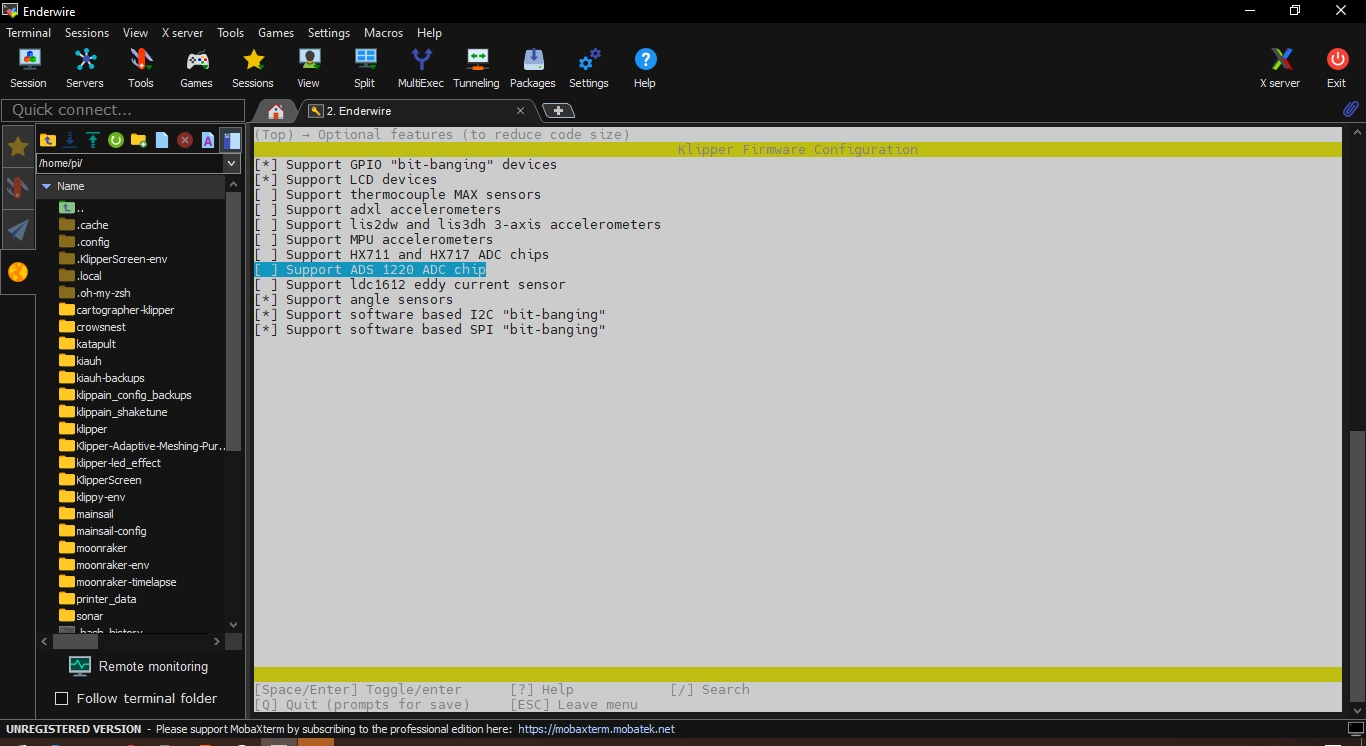 Enderwire
Terminal Sessions View X server Tools Games Settings Macros Help
Session Servers Tools Games Sessions View Split MultiExec Tunneling Packages Settings Help X server Exit
Quick connect...
2. Enderwire
/home/pi/
Name
..
.cache
.config
.KlipperScreen-env
.local
.oh-my-zsh
cartographer-klipper
crowsnest
katapult
kiauh
kiauh-backups
klippain_config_backups
klippain_shaketune
klipper
Klipper-Adaptive-Meshing-Pur..
klipper-led_effect
KlipperScreen
klippy-env
mainsail
mainsail-config
moonraker
moonraker-env
moonraker-timelapse
printer_data
sonar
.bash_history
Remote monitoring
Follow terminal folder
(Top) → Optional features (to reduce code size)
Klipper Firmware Configuration
[*] Support GPIO "bit-banging" devices
[*] Support LCD devices
[ ] Support thermocouple MAX sensors
[ ] Support adxl accelerometers
[ ] Support lis2dw and lis3dh 3-axis accelerometers
[ ] Support MPU accelerometers
[ ] Support HX711 and HX717 ADC chips
[ ] Support ADS 1220 ADC chip
[ ] Support ldc1612 eddy current sensor
[*] Support angle sensors
[*] Support software based I2C "bit-banging"
[*] Support software based SPI "bit-banging"
[Space/Enter] Toggle/enter [?] Help [/] Search
[Q] Quit (prompts for save) [ESC] Leave menu
UNREGISTERED VERSION - Please support MobaXterm by subscribing to the professional edition here: https://mobaxterm.mobatek.net